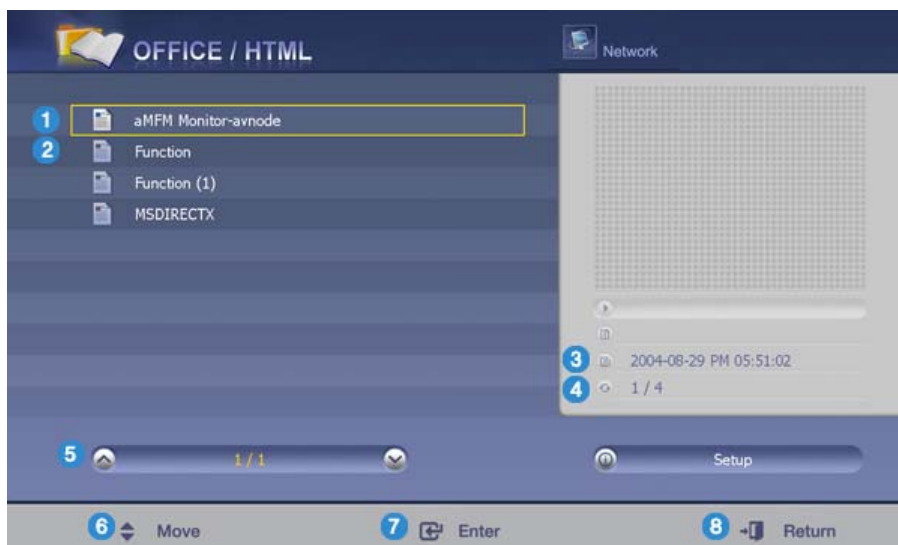 OFFICE / HTML
Network
1 aMFM Monitor-avnode
2 Function
Function (1)
MSDIRECTX
3 2004-08-29 PM 05:51:02
4 1 / 4
5 1 / 1
Setup
6 Move
7 Enter
8 Return